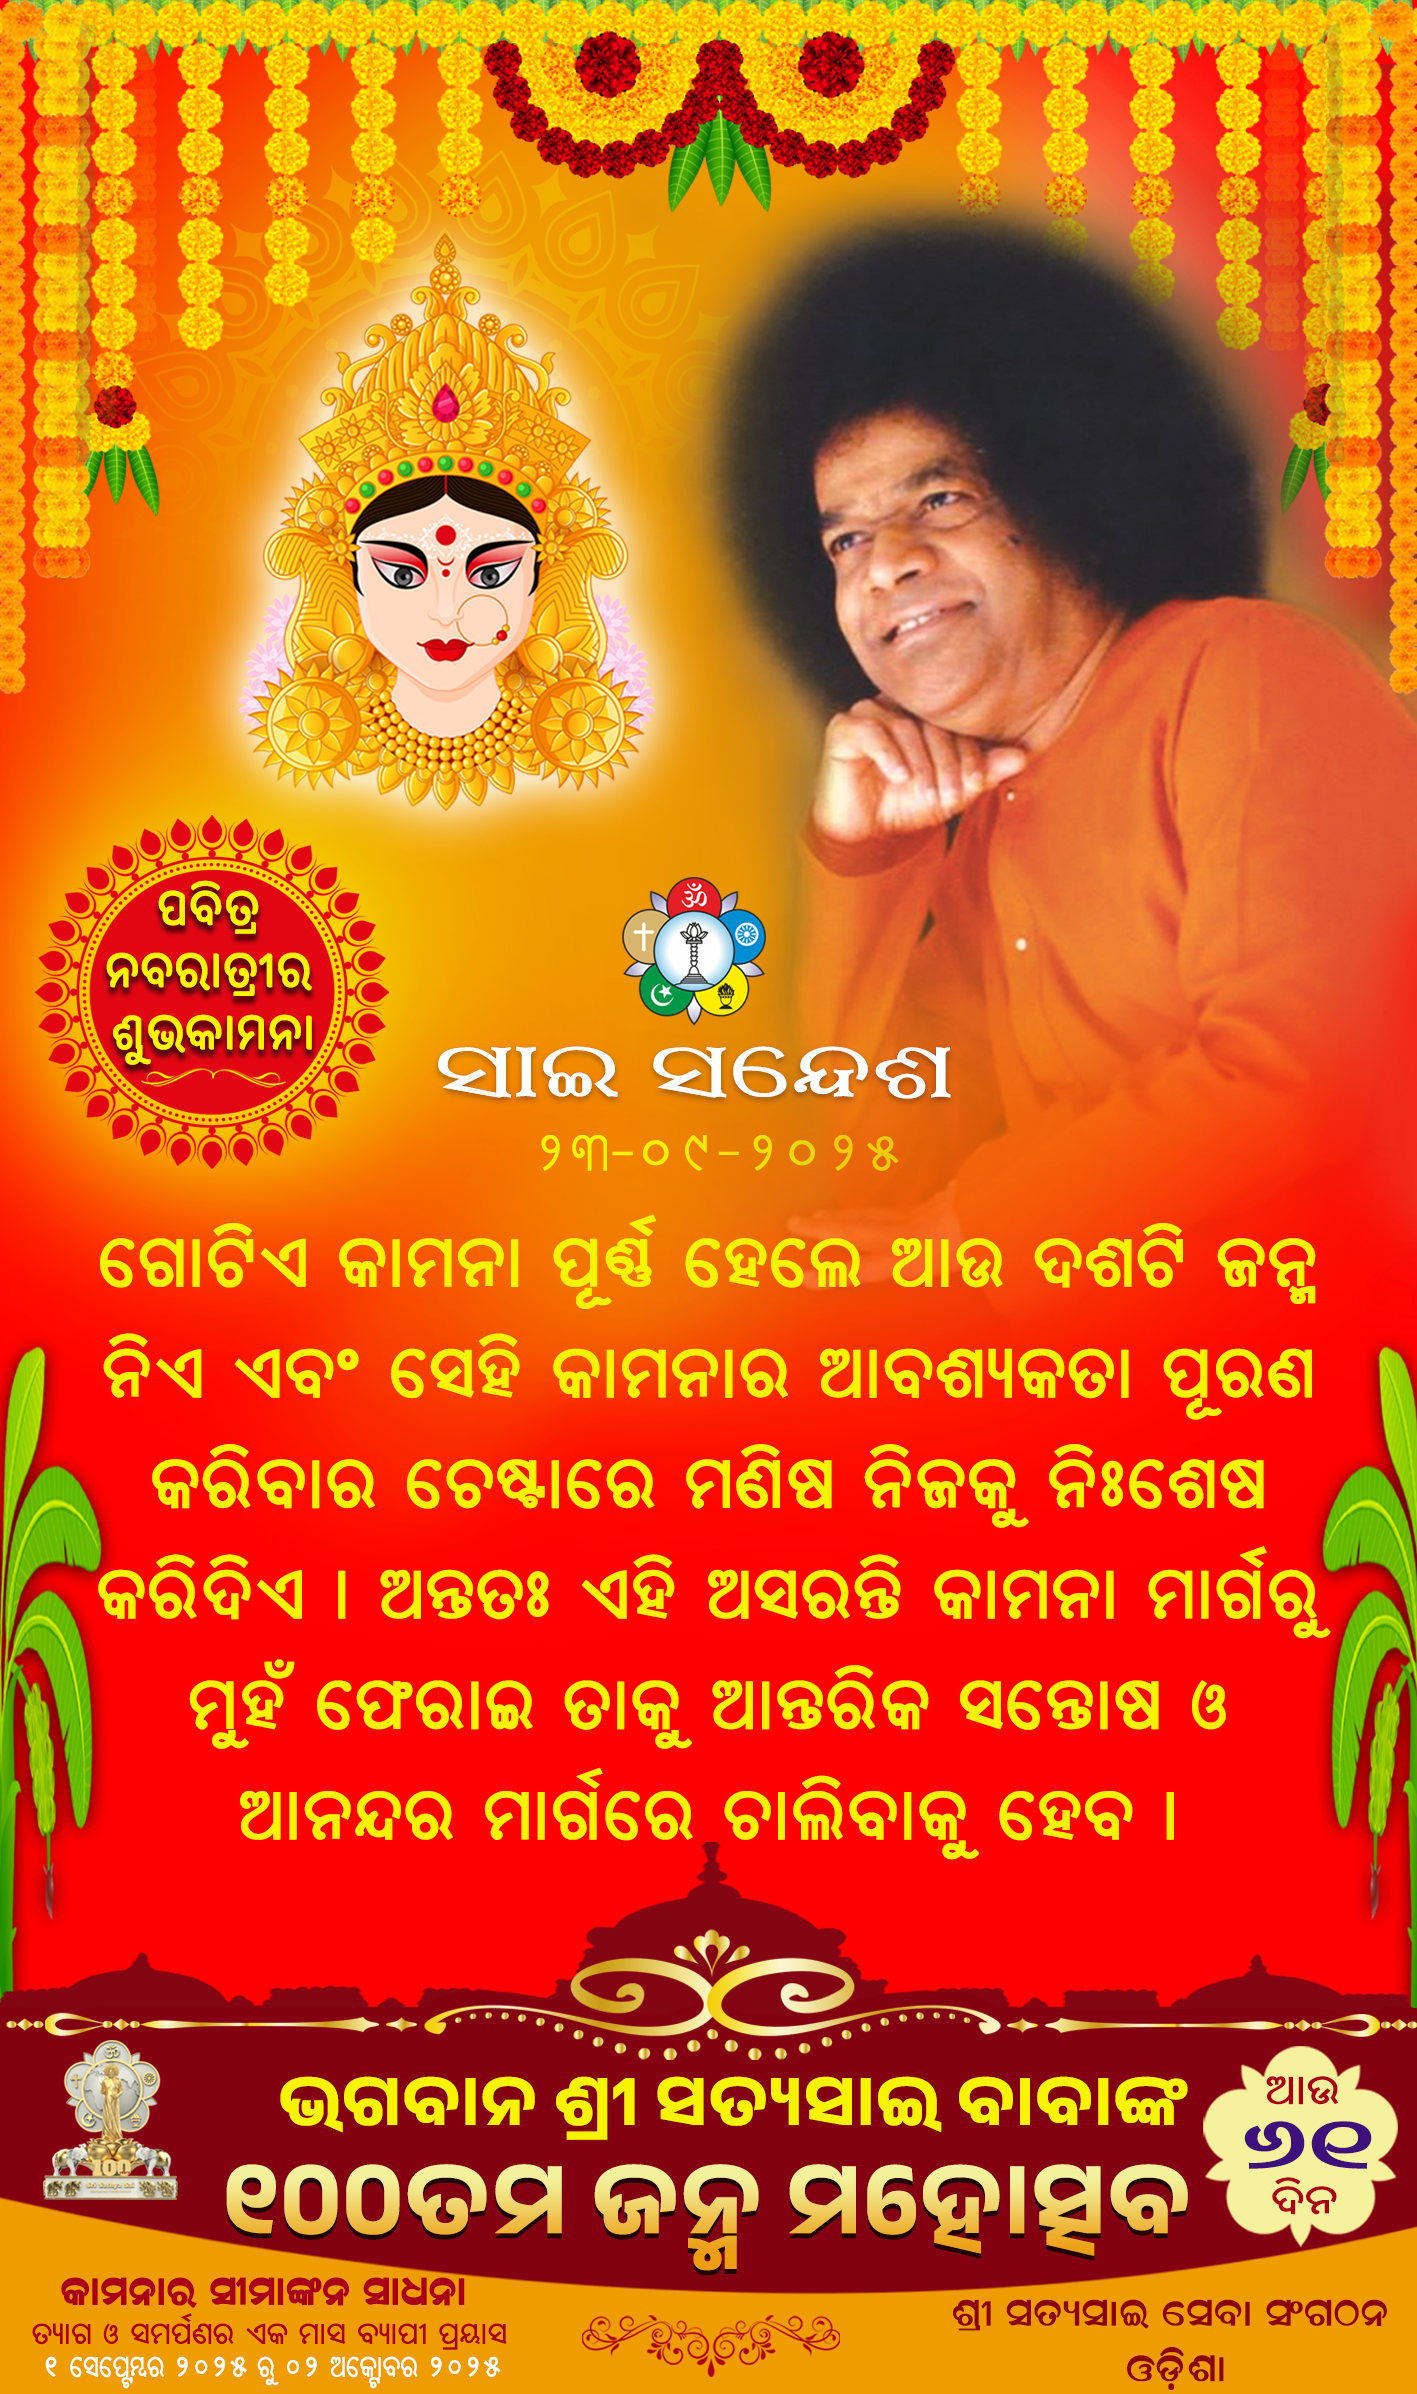 ପବିତ୍ର
ନବରାତ୍ରୀର
ଶୁଭକାମନା
ସାଇ ସନ୍ଦେଶ
୨୩-୦୯-୨୦୨୫
ଗୋଟିଏ କାମନା ପୂର୍ଣ୍ଣ ହେଲେ ଆଉ ଦଶଟି ଜନ୍ମ
ନିଏ ଏବଂ ସେହି କାମନାର ଆବଶ୍ୟକତା ପୂରଣ
କରିବାର ଚେଷ୍ଟାରେ ମଣିଷ ନିଜକୁ ନିଃଶେଷ
କରିଦିଏ । ଅନ୍ତତଃ ଏହି ଅସରନ୍ତି କାମନା ମାର୍ଗରୁ
ମୁହଁ ଫେରାଇ ତାକୁ ଆନ୍ତରିକ ସନ୍ତୋଷ ଓ
ଆନନ୍ଦର ମାର୍ଗରେ ଚାଲିବାକୁ ହେବ ।
ଭଗବାନ ଶ୍ରୀ ସତ୍ୟସାଇ ବାବାଙ୍କ
୧୦୦ତମ ଜନ୍ମ ମହୋତ୍ସବ
ଆଉ
୬୧
ଦିନ
କାମନାର ସୀମାଙ୍କନ ସାଧନା
ତ୍ୟାଗ ଓ ସମର୍ପଣର ଏକ ମାସ ବ୍ୟାପୀ ପ୍ରୟାସ
୧ ସେପ୍ଟେମ୍ବର ୨୦୨୫ ରୁ ୦୨ ଅକ୍ଟୋବର ୨୦୨୫
ଶ୍ରୀ ସତ୍ୟସାଇ ସେବା ସଂଗଠନ
ଓଡ଼ିଶା